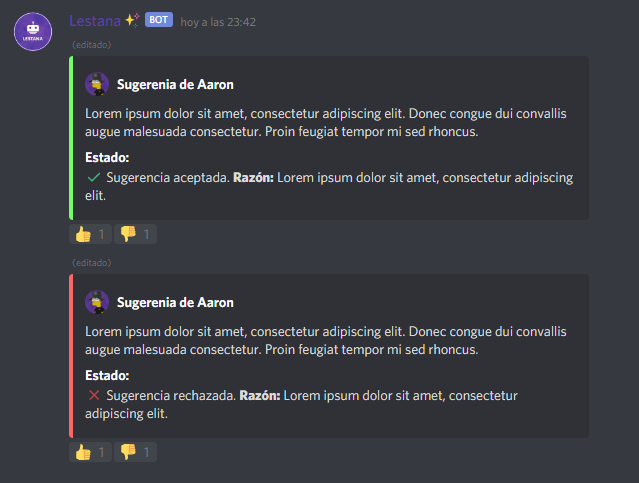 LESTANA
Lestana✨ BOT hoy a las 23:42
(editado)
Sugerenia de Aaron
Lorem ipsum dolor sit amet, consectetur adipiscing elit. Donec congue dui convallis
augue malesuada consectetur. Proin feugiat tempor mi sed rhoncus.
Estado:
✓ Sugerencia aceptada. Razón: Lorem ipsum dolor sit amet, consectetur adipiscing
elit.
👍 1 👎 1
(editado)
Sugerenia de Aaron
Lorem ipsum dolor sit amet, consectetur adipiscing elit. Donec congue dui convallis
augue malesuada consectetur. Proin feugiat tempor mi sed rhoncus.
Estado:
✕ Sugerencia rechazada. Razón: Lorem ipsum dolor sit amet, consectetur
adipiscing elit.
👍 1 👎 1